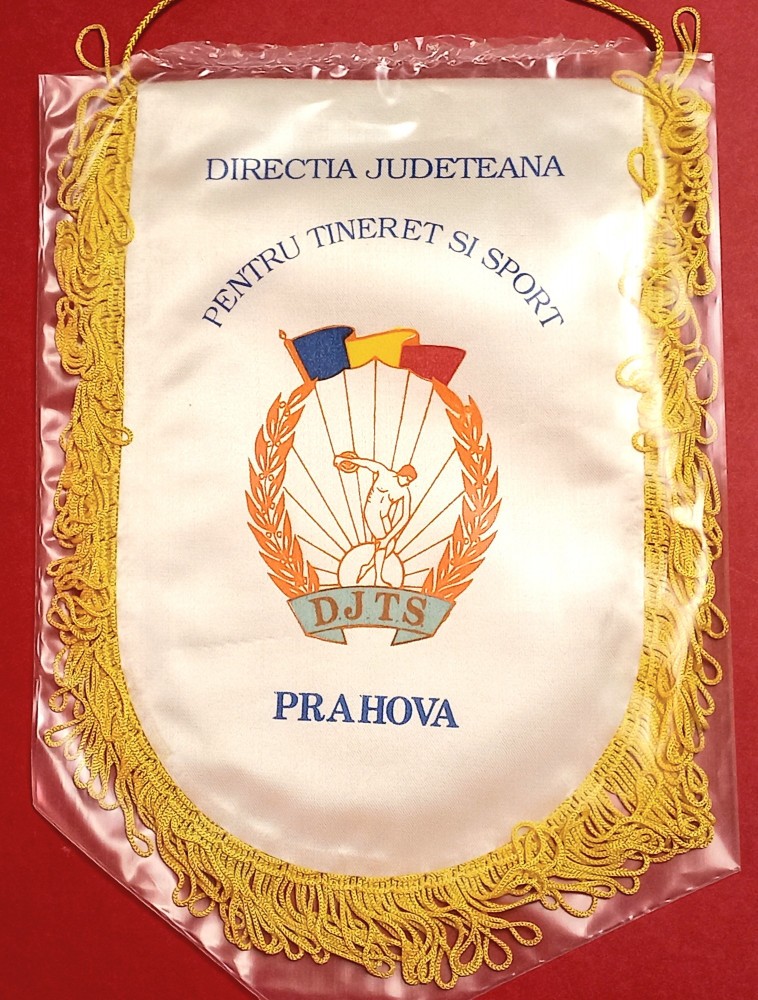 DIRECTIA JUDETEANA
PENTRU TINERET SI SPORT
D.J.T.S.
PRAHOVA